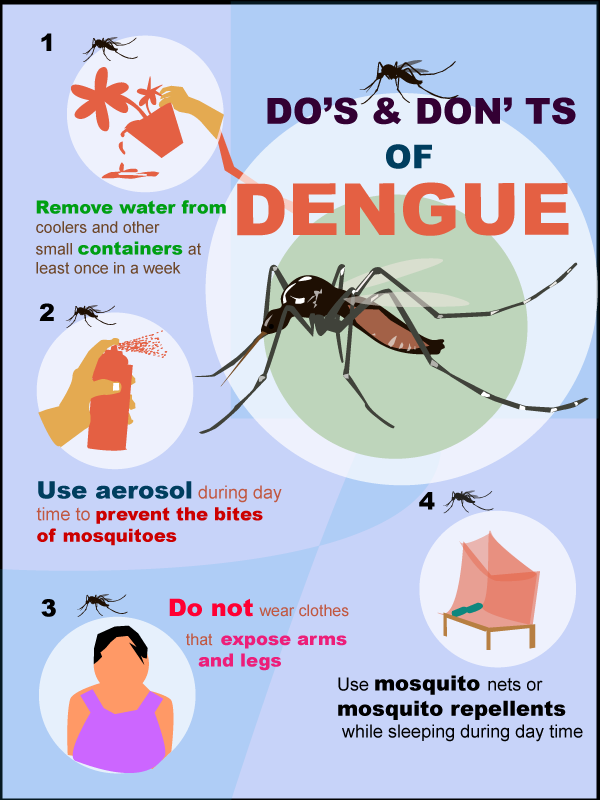 DO'S & DON' TS
OF
DENGUE
1
Remove water from
coolers and other
small containers at
least once in a week
2
Use aerosol during day
time to prevent the bites
of mosquitoes
3
Do not wear clothes
that expose arms
and legs
4
Use mosquito nets or
mosquito repellents
while sleeping during day time